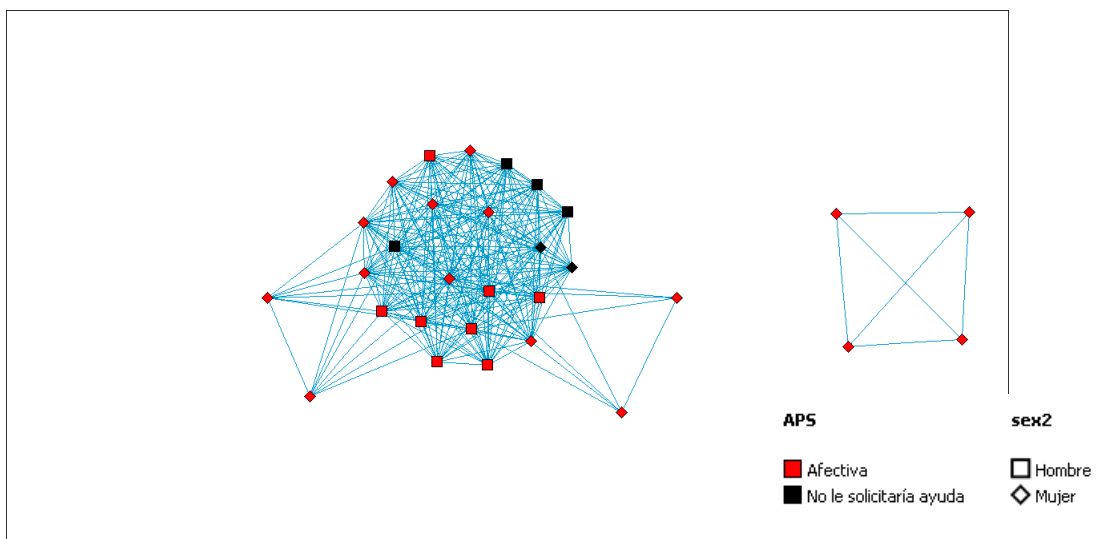 APS
Afectiva
No le solicitaría ayuda
sex2
Hombre
Mujer